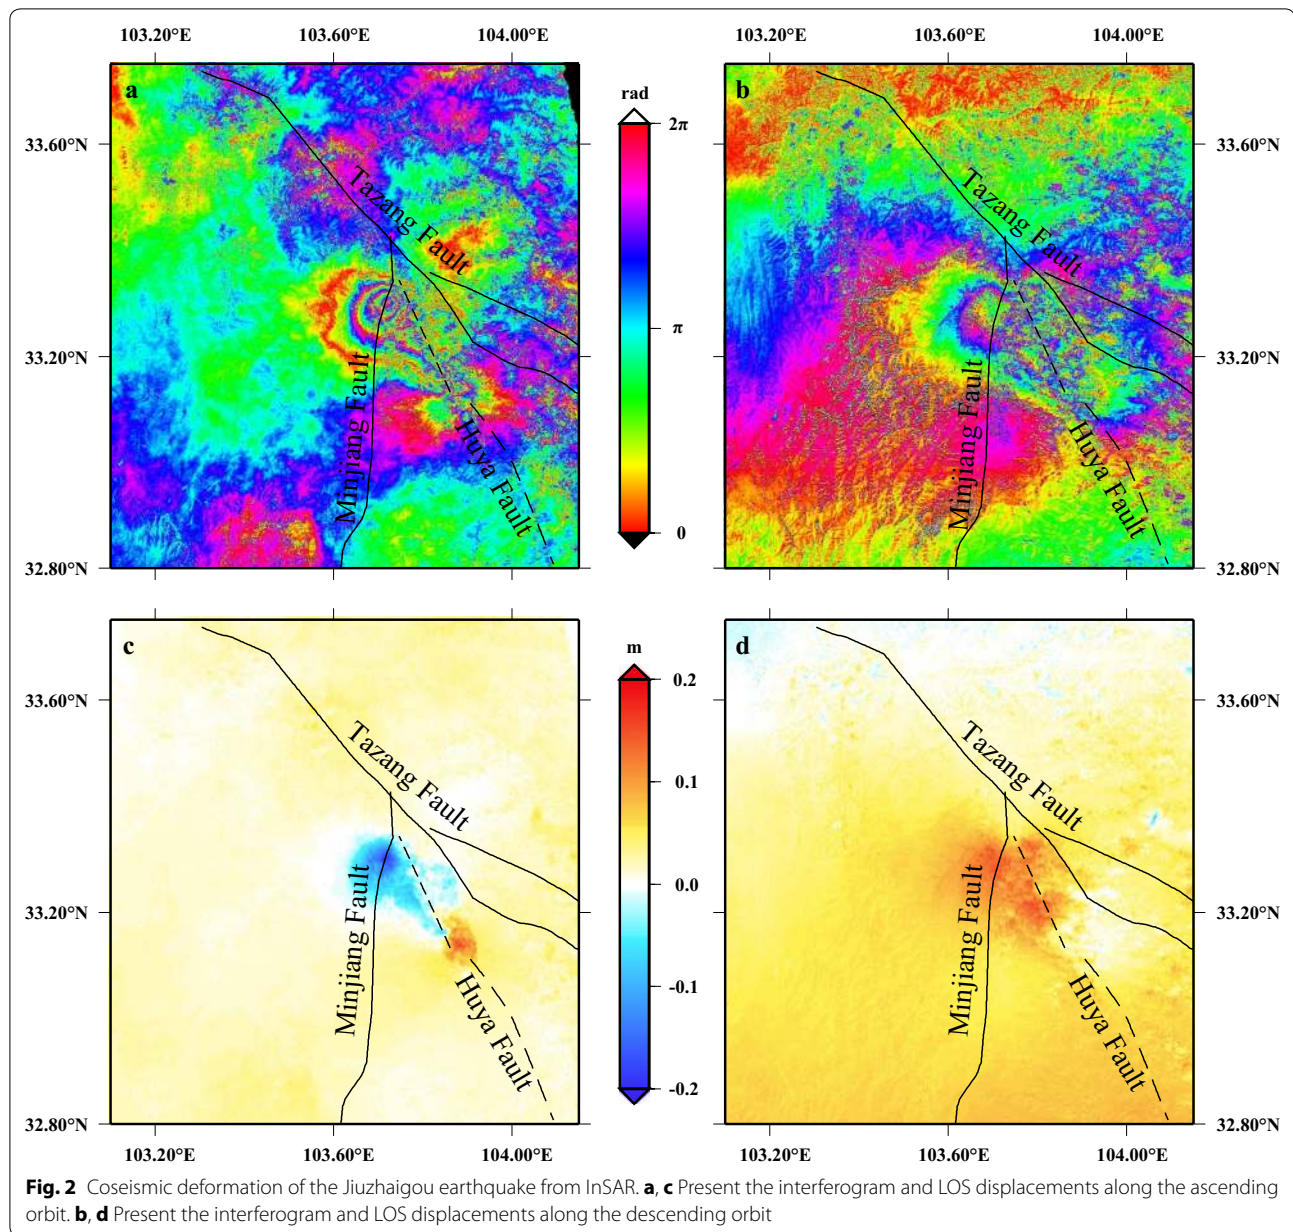 103.20°E 103.60°E 104.00°E 103.20°E 103.60°E 104.00°E
a
rad
b
2π
33.60°N
33.60°N
Tazang Fault
Tazang Fault
π
33.20°N
33.20°N
Minjiang Fault
Huya Fault
Minjiang Fault
Huya Fault
0
32.80°N
32.80°N
c
m
d
0.2
33.60°N
33.60°N
Tazang Fault
Tazang Fault
0.1
0.0
33.20°N
33.20°N
Minjiang Fault
Huya Fault
Minjiang Fault
Huya Fault
-0.1
-0.2
32.80°N
32.80°N
103.20°E 103.60°E 104.00°E 103.20°E 103.60°E 104.00°E
Fig. 2 Coseismic deformation of the Jiuzhaigou earthquake from InSAR. a, c Present the interferogram and LOS displacements along the ascending
orbit. b, d Present the interferogram and LOS displacements along the descending orbit